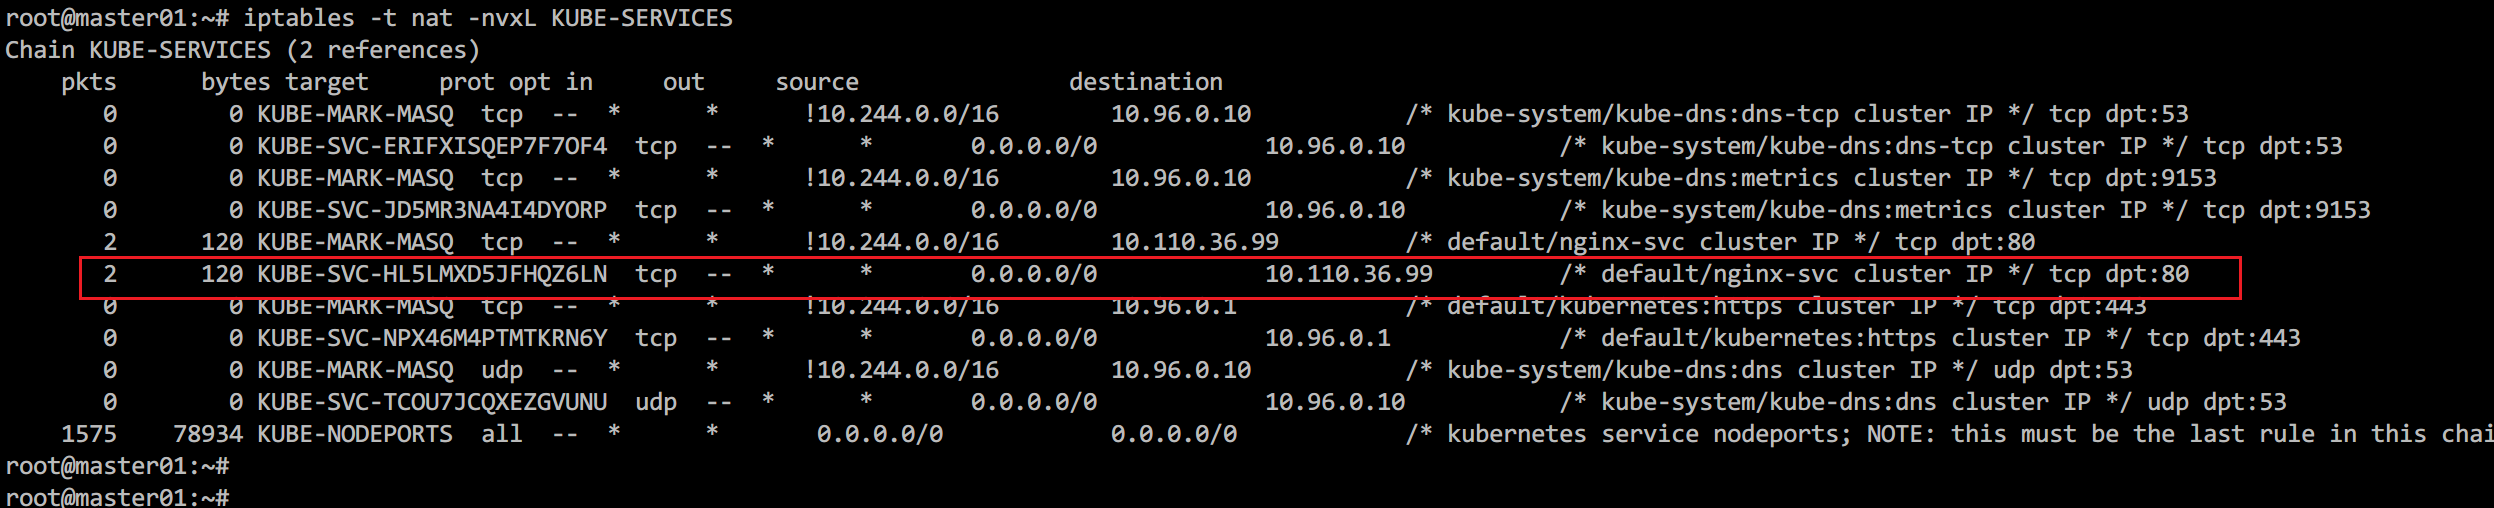 root@master01:~# iptables -t nat -nvxL KUBE-SERVICES
Chain KUBE-SERVICES (2 references)
    pkts      bytes target     prot opt in     out     source               destination
       0        0 KUBE-MARK-MASQ  tcp  --  *      *      !10.244.0.0/16        10.96.0.10           /* kube-system/kube-dns:dns-tcp cluster IP */ tcp dpt:53
       0        0 KUBE-SVC-ERIFXISQEP7F7OF4  tcp  --  *      *       0.0.0.0/0            10.96.0.10           /* kube-system/kube-dns:dns-tcp cluster IP */ tcp dpt:53
       0        0 KUBE-MARK-MASQ  tcp  --  *      *      !10.244.0.0/16        10.96.0.10           /* kube-system/kube-dns:metrics cluster IP */ tcp dpt:9153
       0        0 KUBE-SVC-JD5MR3NA4I4DYORP  tcp  --  *      *       0.0.0.0/0            10.96.0.10           /* kube-system/kube-dns:metrics cluster IP */ tcp dpt:9153
       2      120 KUBE-MARK-MASQ  tcp  --  *      *      !10.244.0.0/16        10.110.36.99         /* default/nginx-svc cluster IP */ tcp dpt:80
       2      120 KUBE-SVC-HL5LMXD5JFHQZ6LN  tcp  --  *      *       0.0.0.0/0            10.110.36.99         /* default/nginx-svc cluster IP */ tcp dpt:80
       0        0 KUBE-MARK-MASQ  tcp  --  *      *      !10.244.0.0/16        10.96.0.1            /* default/kubernetes:https cluster IP */ tcp dpt:443
       0        0 KUBE-SVC-NPX46M4PTMTKRN6Y  tcp  --  *      *       0.0.0.0/0            10.96.0.1            /* default/kubernetes:https cluster IP */ tcp dpt:443
       0        0 KUBE-MARK-MASQ  udp  --  *      *      !10.244.0.0/16        10.96.0.10           /* kube-system/kube-dns:dns cluster IP */ udp dpt:53
       0        0 KUBE-SVC-TCOU7JCQXEZGVUNU  udp  --  *      *       0.0.0.0/0            10.96.0.10           /* kube-system/kube-dns:dns cluster IP */ udp dpt:53
    1575    78934 KUBE-NODEPORTS  all  --  *      *       0.0.0.0/0            0.0.0.0/0            /* kubernetes service nodeports; NOTE: this must be the last rule in this chai
root@master01:~#
root@master01:~#